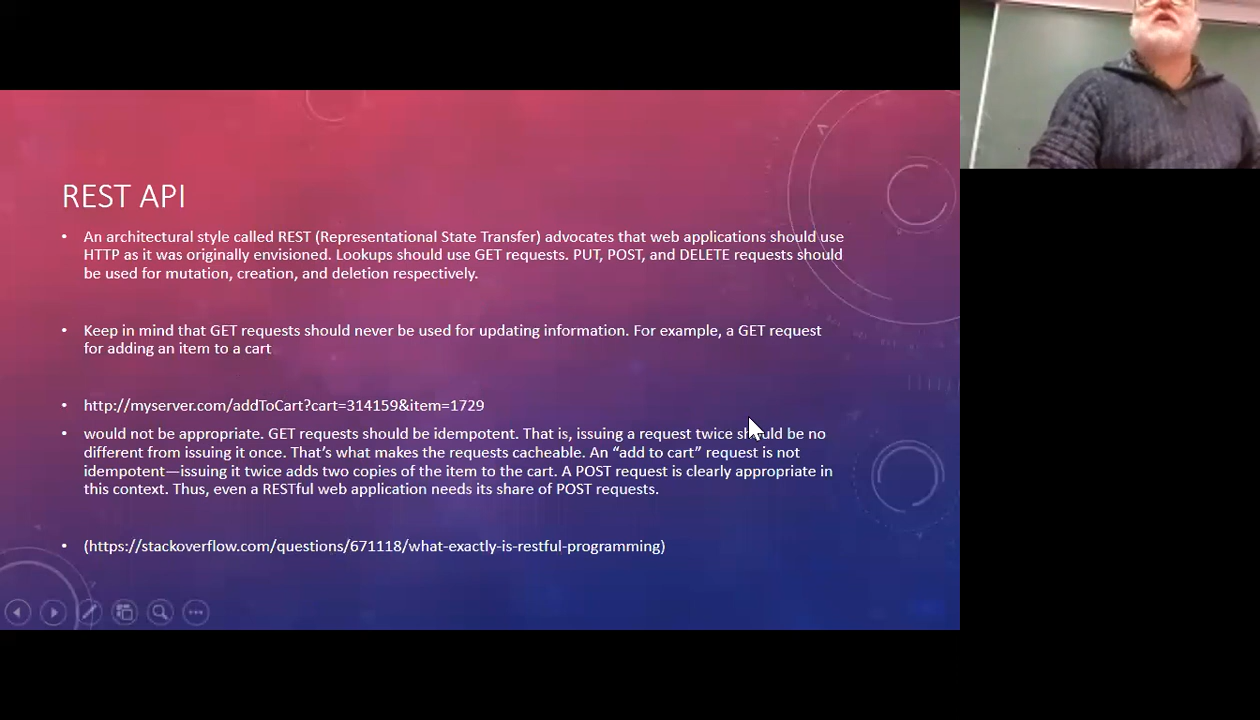 REST API
• An architectural style called REST (Representational State Transfer) advocates that web applications should use
HTTP as it was originally envisioned. Lookups should use GET requests. PUT, POST, and DELETE requests should
be used for mutation, creation, and deletion respectively.
• Keep in mind that GET requests should never be used for updating information. For example, a GET request
for adding an item to a cart
• http://myserver.com/addToCart?cart=314159&item=1729
• would not be appropriate. GET requests should be idempotent. That is, issuing a request twice should be no
different from issuing it once. That’s what makes the requests cacheable. An “add to cart” request is not
idempotent—issuing it twice adds two copies of the item to the cart. A POST request is clearly appropriate in
this context. Thus, even a RESTful web application needs its share of POST requests.
• (https://stackoverflow.com/questions/671118/what-exactly-is-restful-programming)